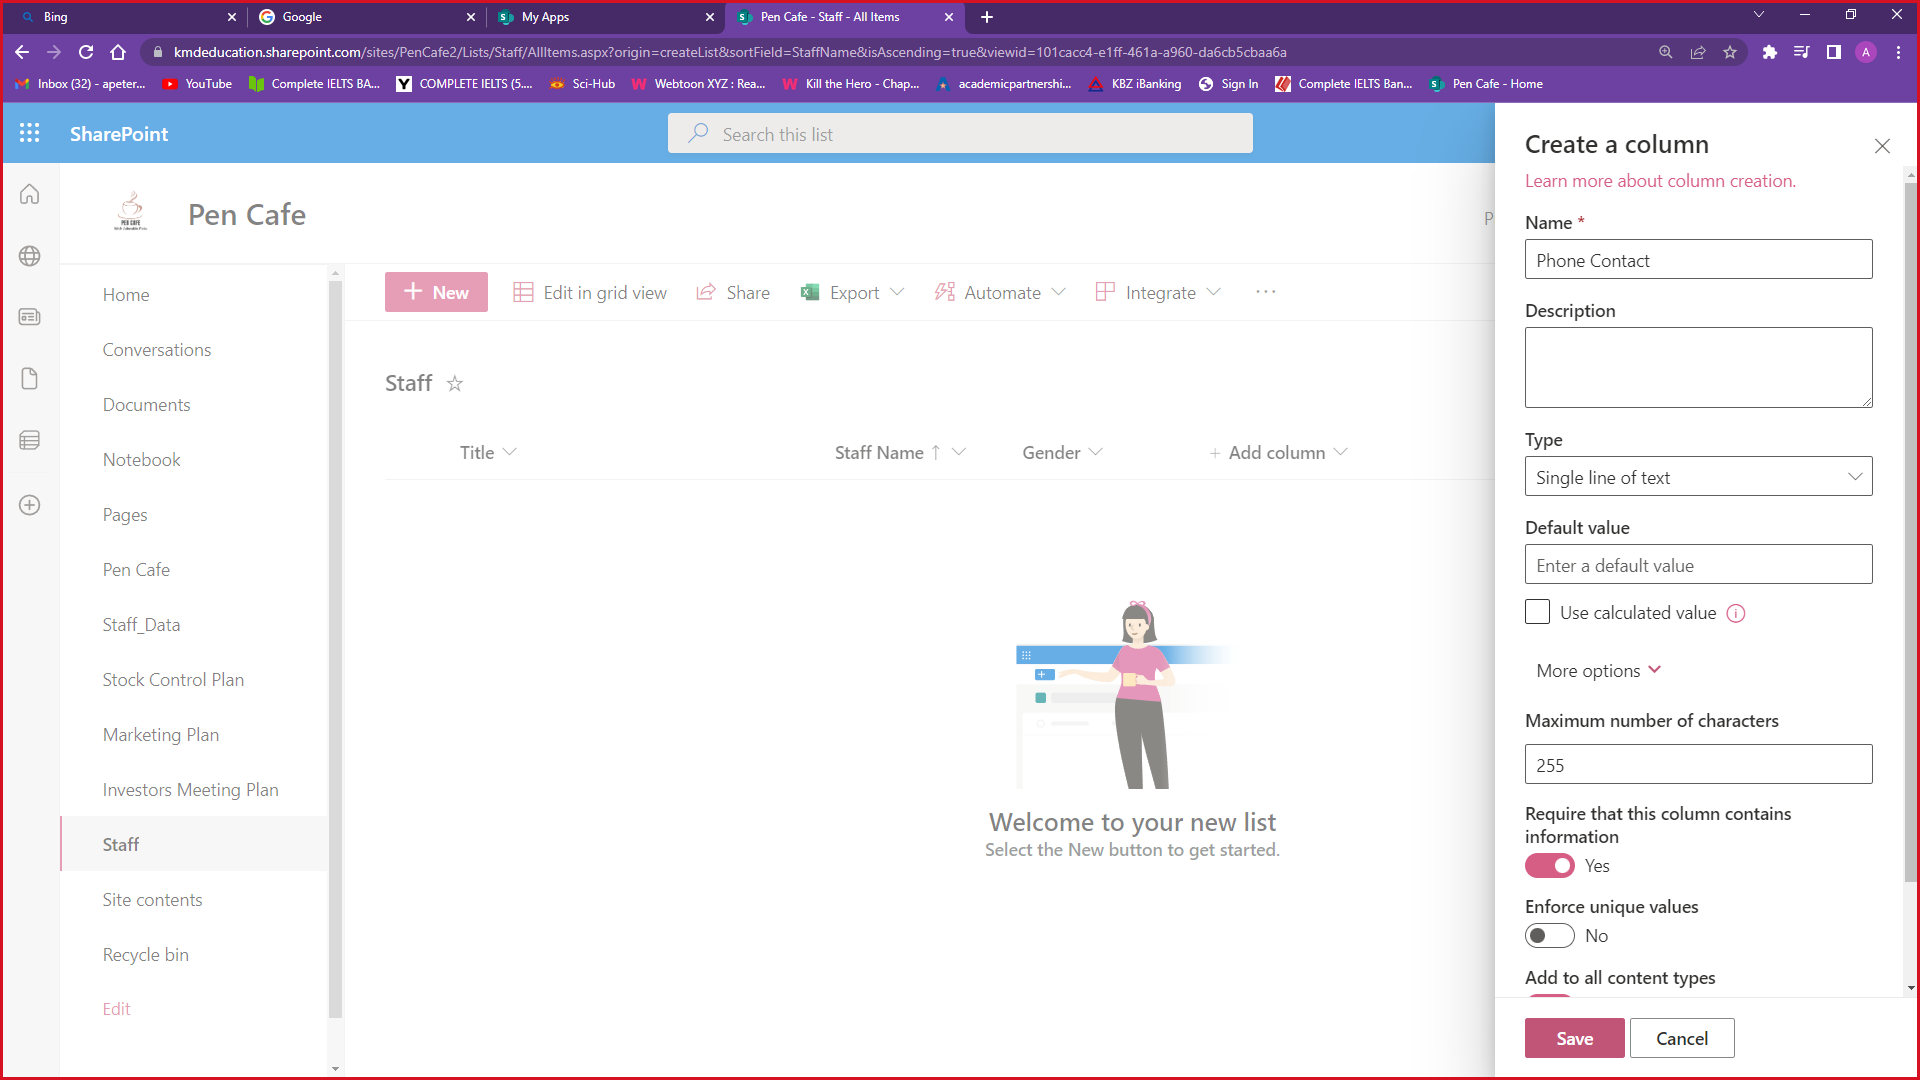 Bing
Google
My Apps
Pen Cafe - Staff - All Items
kmdeducation.sharepoint.com/sites/PenCafe2/Lists/Staff/AllItems.aspx?origin=createList&sortField=StaffName&isAscending=true&viewid=101cacc4-e1ff-461a-a960-da6cb5cbaa6a
A
Inbox (32) - apeter...
YouTube
Complete IELTS BA...
COMPLETE IELTS (5....
Sci-Hub
Webtoon XYZ : Rea...
Kill the Hero - Chap...
academicpartnershi...
KBZ iBanking
Sign In
Complete IELTS Ban...
Pen Cafe - Home
SharePoint
Search this list
PEN CAFE
Pen Cafe
P
Home
Conversations
Documents
Notebook
Pages
Pen Cafe
Staff_Data
Stock Control Plan
Marketing Plan
Investors Meeting Plan
Staff
Site contents
Recycle bin
Edit
+ New
Edit in grid view
Share
Export
Automate
Integrate
...
Staff
Title
Staff Name ↑
Gender
+ Add column
Welcome to your new list
Select the New button to get started.
Create a column
Learn more about column creation.
Name *
Phone Contact
Description
Type
Single line of text
Default value
Enter a default value
Use calculated value
More options
Maximum number of characters
255
Require that this column contains
information
Yes
Enforce unique values
No
Add to all content types
Save
Cancel